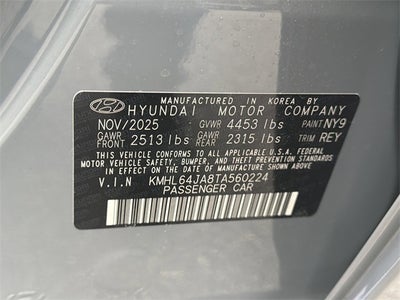 MANUFACTURED IN KOREA BY
HYUNDAI MOTOR COMPANY
NOV/2025 GVWR 4453 lbs PAINT NY9
GAWR FRONT 2513 lbs GAWR REAR 2315 lbs TRIM REY
THIS VEHICLE CONFORMS TO ALL APPLICABLE U.S.A. FEDERAL
MOTOR VEHICLE SAFETY, BUMPER, AND THEFT PREVENTION STANDARDS
IN EFFECT ON THE DATE OF MANUFACTURE SHOWN ABOVE.
V.I.N KMHL64JA8TA560224
PASSENGER CAR